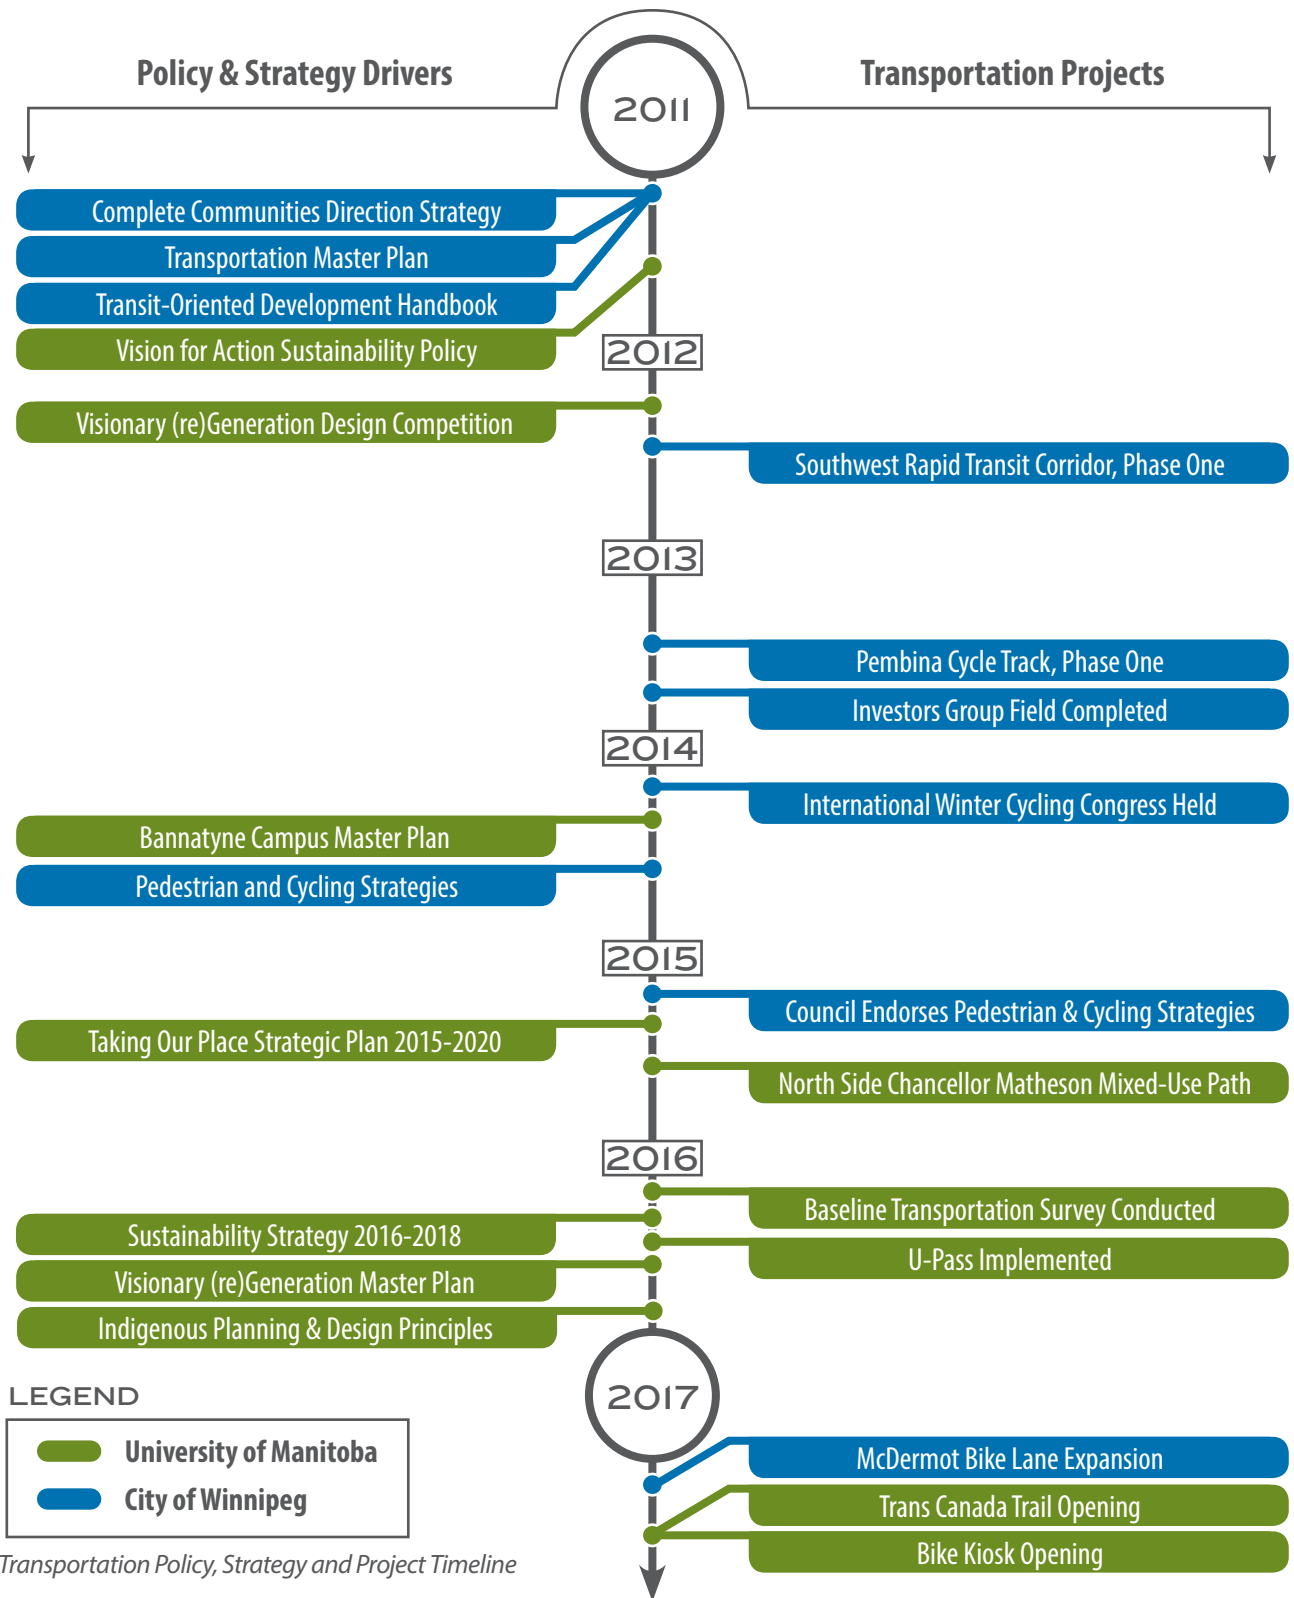 Policy & Strategy Drivers
Transportation Projects
2011
Complete Communities Direction Strategy
Transportation Master Plan
Transit-Oriented Development Handbook
Vision for Action Sustainability Policy
2012
Visionary (re)Generation Design Competition
Southwest Rapid Transit Corridor, Phase One
2013
Pembina Cycle Track, Phase One
Investors Group Field Completed
2014
International Winter Cycling Congress Held
Bannatyne Campus Master Plan
Pedestrian and Cycling Strategies
2015
Council Endorses Pedestrian & Cycling Strategies
Taking Our Place Strategic Plan 2015-2020
North Side Chancellor Matheson Mixed-Use Path
2016
Baseline Transportation Survey Conducted
Sustainability Strategy 2016-2018
U-Pass Implemented
Visionary (re)Generation Master Plan
Indigenous Planning & Design Principles
2017
LEGEND
University of Manitoba
City of Winnipeg
McDermot Bike Lane Expansion
Trans Canada Trail Opening
Bike Kiosk Opening
Transportation Policy, Strategy and Project Timeline